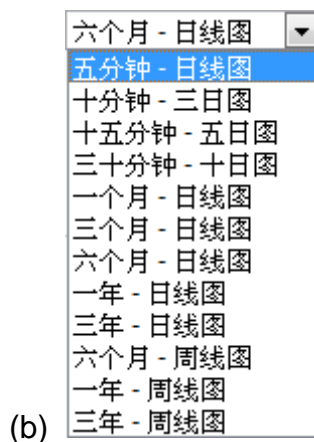 六个月 - 日线图
五分钟 - 日线图
十分钟 - 三日图
十五分钟 - 五日图
三十分钟 - 十日图
一个月 - 日线图
三个月 - 日线图
六个月 - 日线图
一年 - 日线图
三年 - 日线图
六个月 - 周线图
一年 - 周线图
(b) 三年 - 周线图